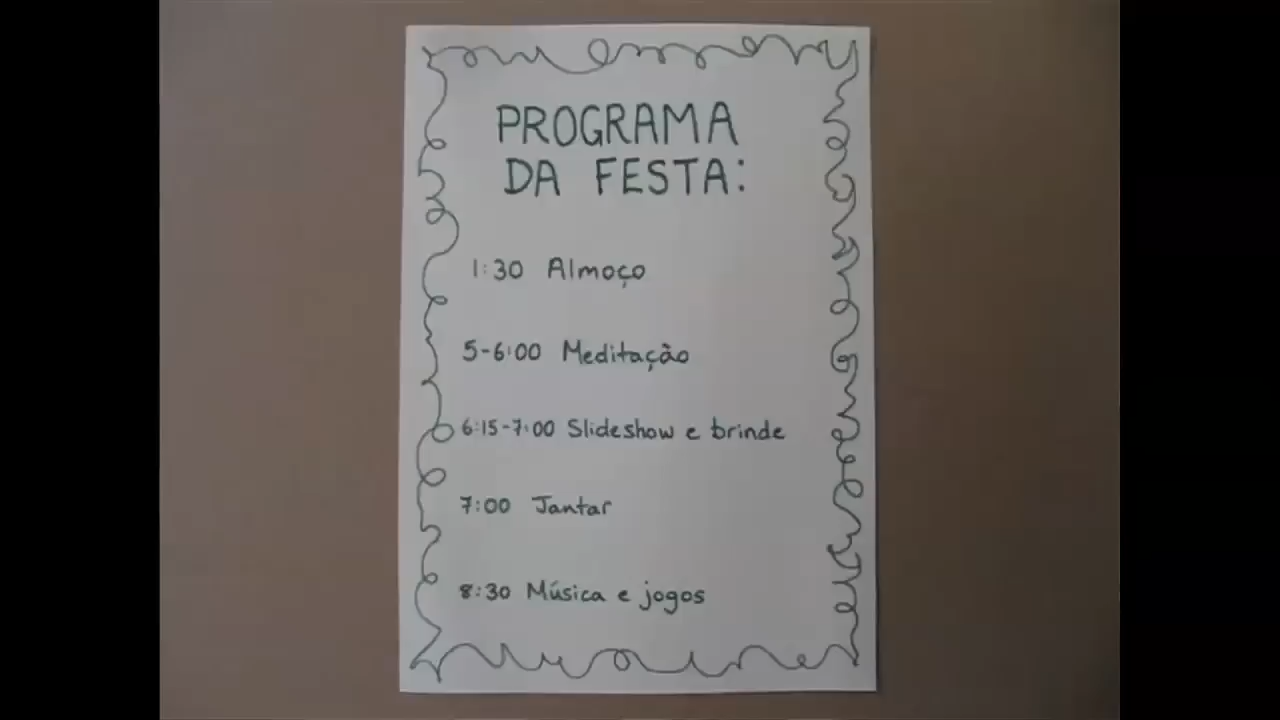 PROGRAMA
DA FESTA:
1:30 Almoço
5-6:00 Meditação
6:15-7:00 Slideshow e brinde
7:00 Jantar
8:30 Música e jogos